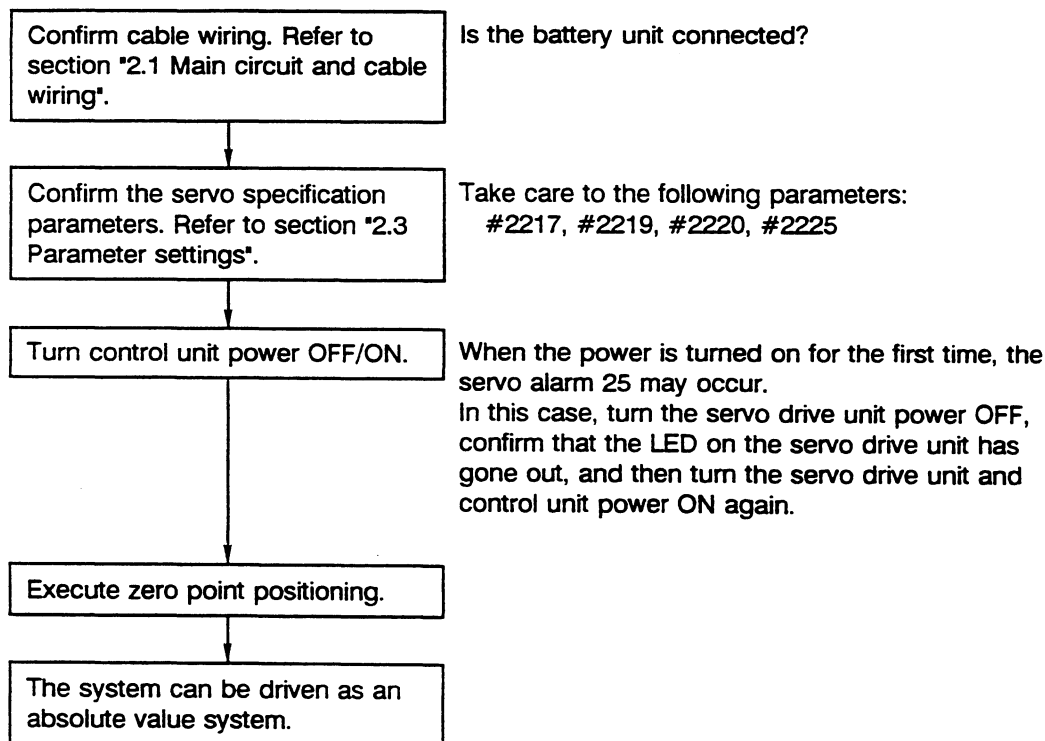 Confirm cable wiring. Refer to
section "2.1 Main circuit and cable
wiring".
Is the battery unit connected?
Confirm the servo specification
parameters. Refer to section "2.3
Parameter settings".
Take care to the following parameters:
#2217, #2219, #2220, #2225
Turn control unit power OFF/ON.
When the power is turned on for the first time, the
servo alarm 25 may occur.
In this case, turn the servo drive unit power OFF,
confirm that the LED on the servo drive unit has
gone out, and then turn the servo drive unit and
control unit power ON again.
Execute zero point positioning.
The system can be driven as an
absolute value system.